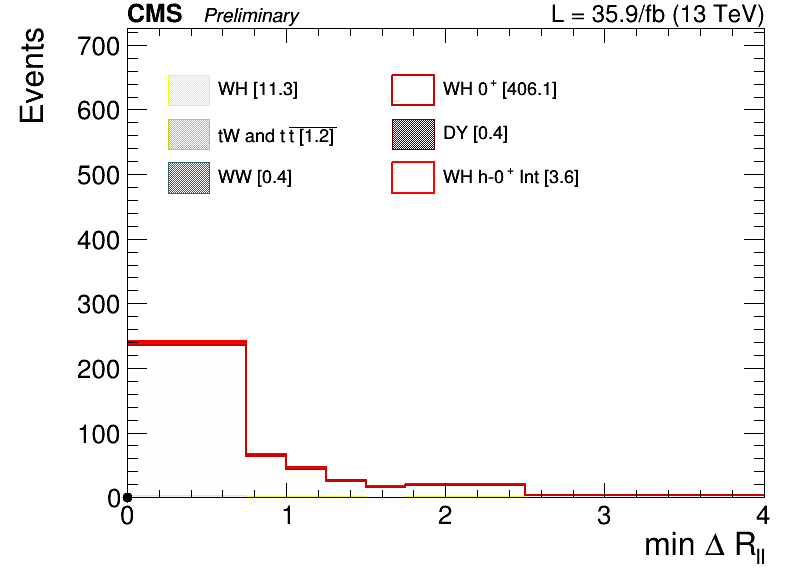 CMS Preliminary L = 35.9/fb (13 TeV)
Events
700
600
500
400
300
200
100
0
WH [11.3]
WH 0⁺ [406.1]
tW and t t̅ [1.2]
DY [0.4]
WW [0.4]
WH h-0⁺ Int [3.6]
0 1 2 3 4
min Δ R_ll